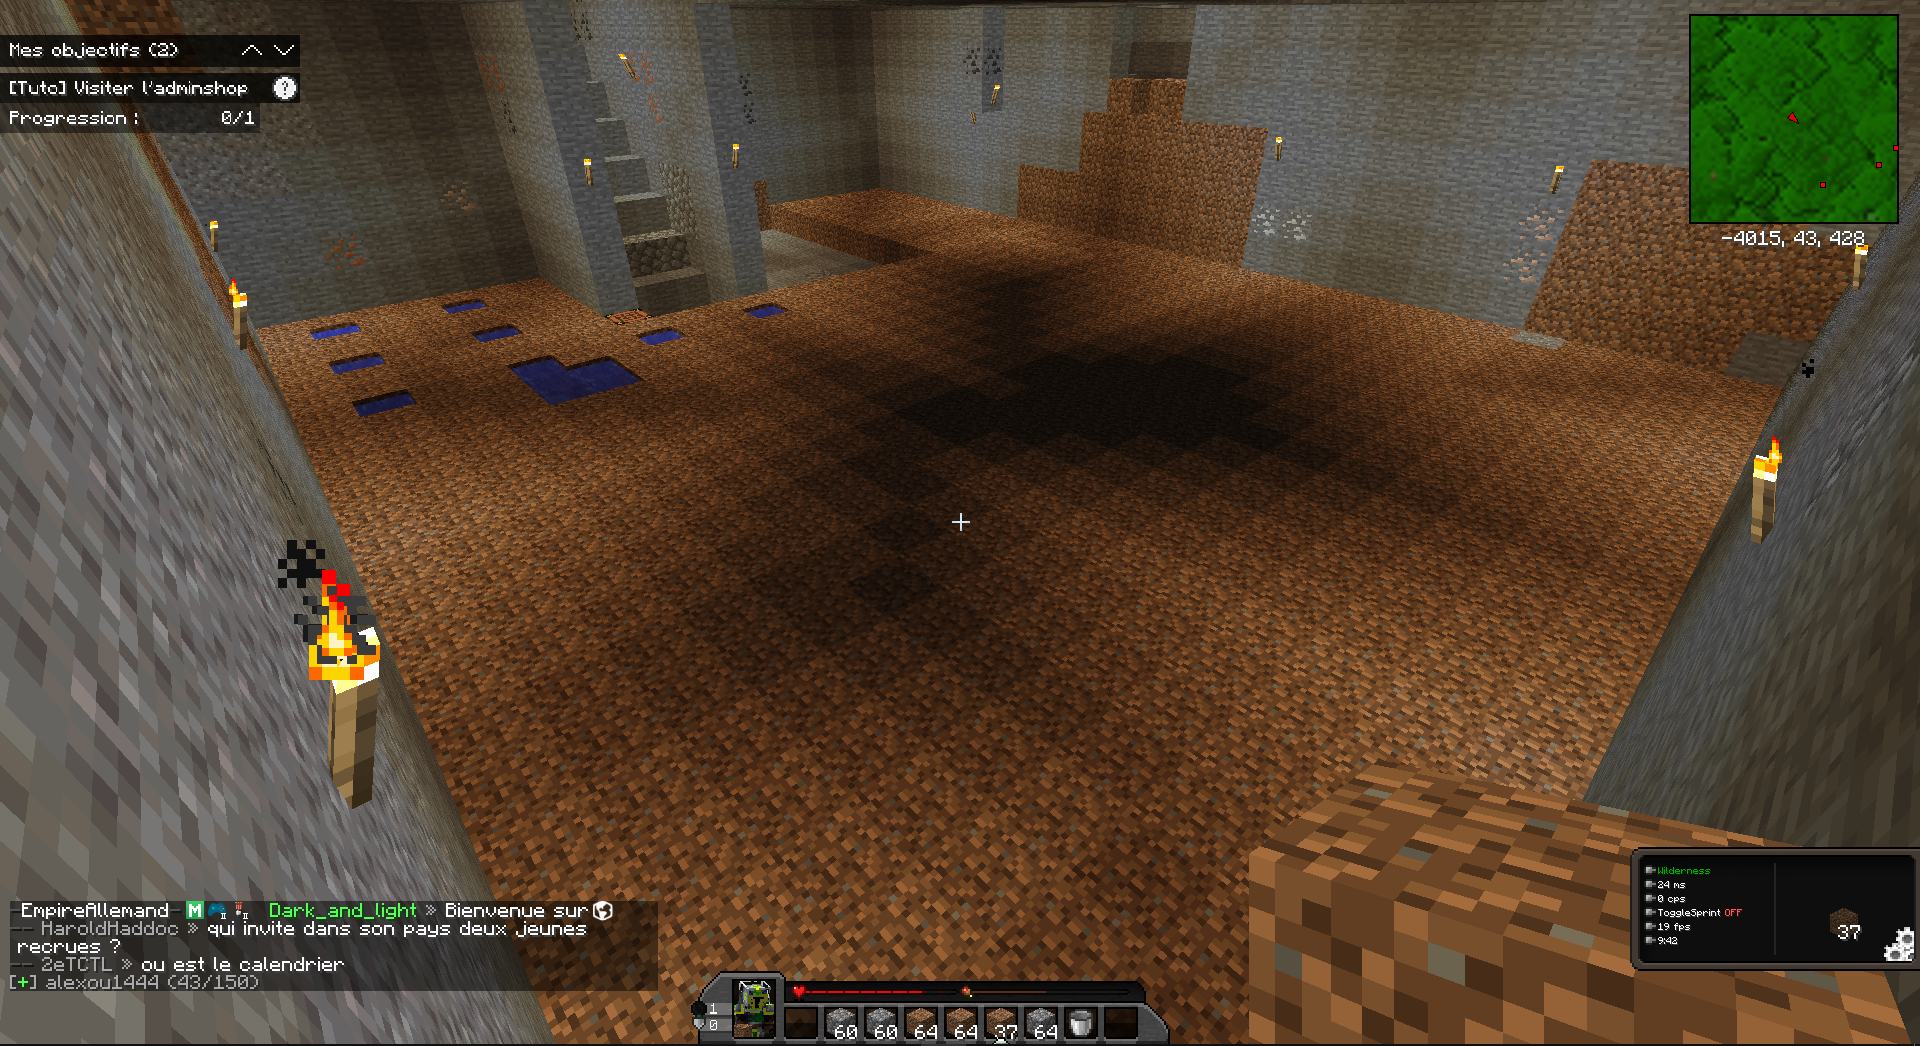 Mes objectifs (2)
[Tuto] Visiter l'adminshop ?
Progression : 0/1
-4015, 43, 428
EmpireAllemand M II II Dark_and_light » Bienvenue sur
-- HaroldHaddoc » qui invite dans son pays deux jeunes
recrues ?
-- 2eTCTL » ou est le calendrier
[+] alexou1444 (43/150)
Wilderness
24 ms
0 cps
ToggleSprint OFF
19 fps
9:42
37
1
0
60 60 64 64 37 64